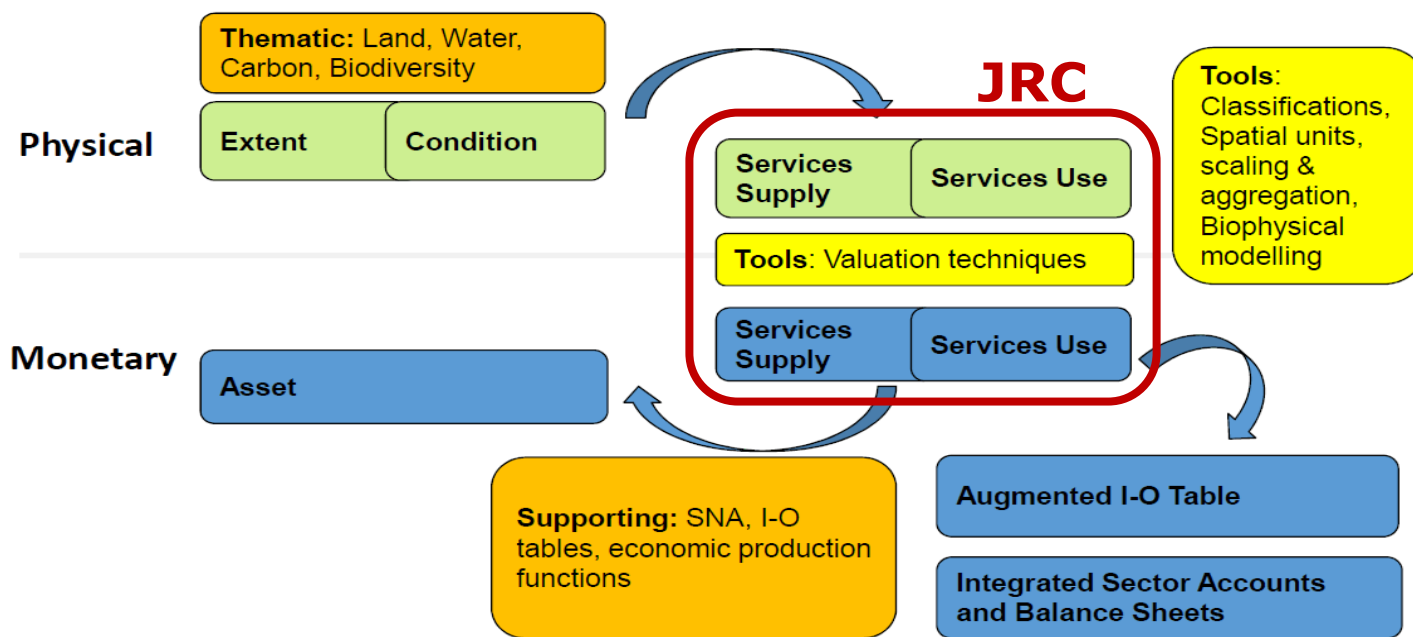 Thematic: Land, Water,
Carbon, Biodiversity
JRC
Tools:
Classifications,
Spatial units,
scaling &
aggregation,
Biophysical
modelling
Physical
Extent
Condition
Services
Supply
Services Use
Tools: Valuation techniques
Monetary
Asset
Services
Supply
Services Use
Supporting: SNA, I-O
tables, economic production
functions
Augmented I-O Table
Integrated Sector Accounts
and Balance Sheets